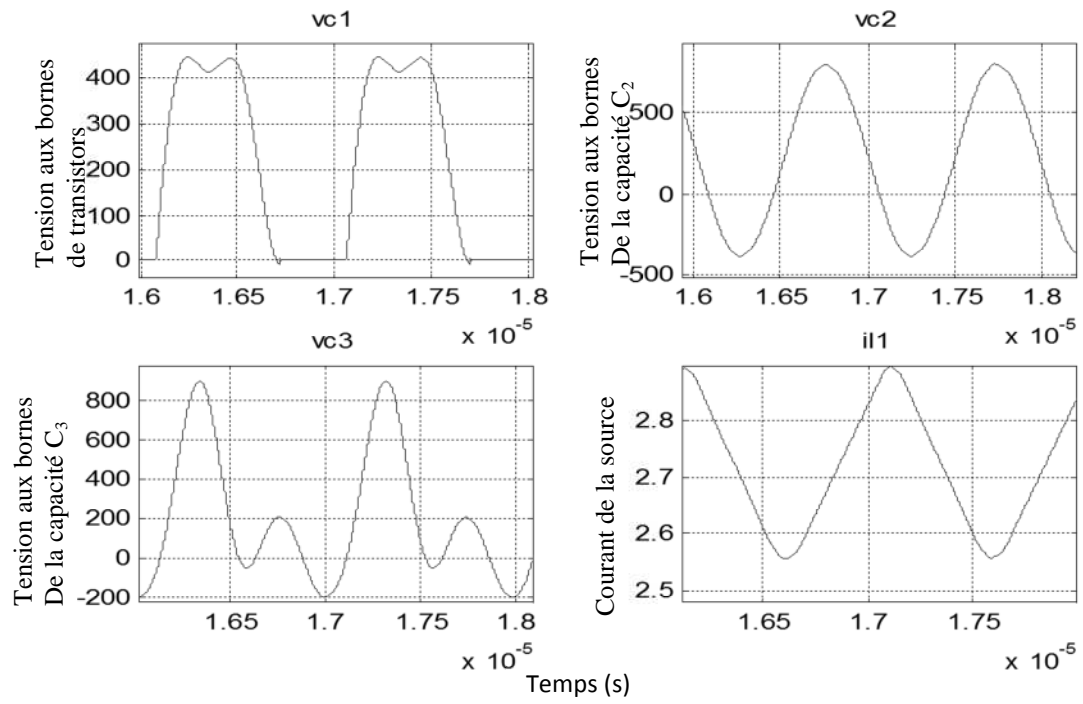 vc1
Tension aux bornes
de transistors
400
300
200
100
0
1.6
1.65
1.7
1.75
1.8
x 10-5
vc2
Tension aux bornes
De la capacité C2
500
0
-500
1.6
1.65
1.7
1.75
1.8
x 10-5
vc3
Tension aux bornes
De la capacité C3
800
600
400
200
0
-200
1.65
1.7
1.75
1.8
x 10-5
il1
Courant de la source
2.8
2.7
2.6
2.5
1.65
1.7
1.75
x 10-5
Temps (s)